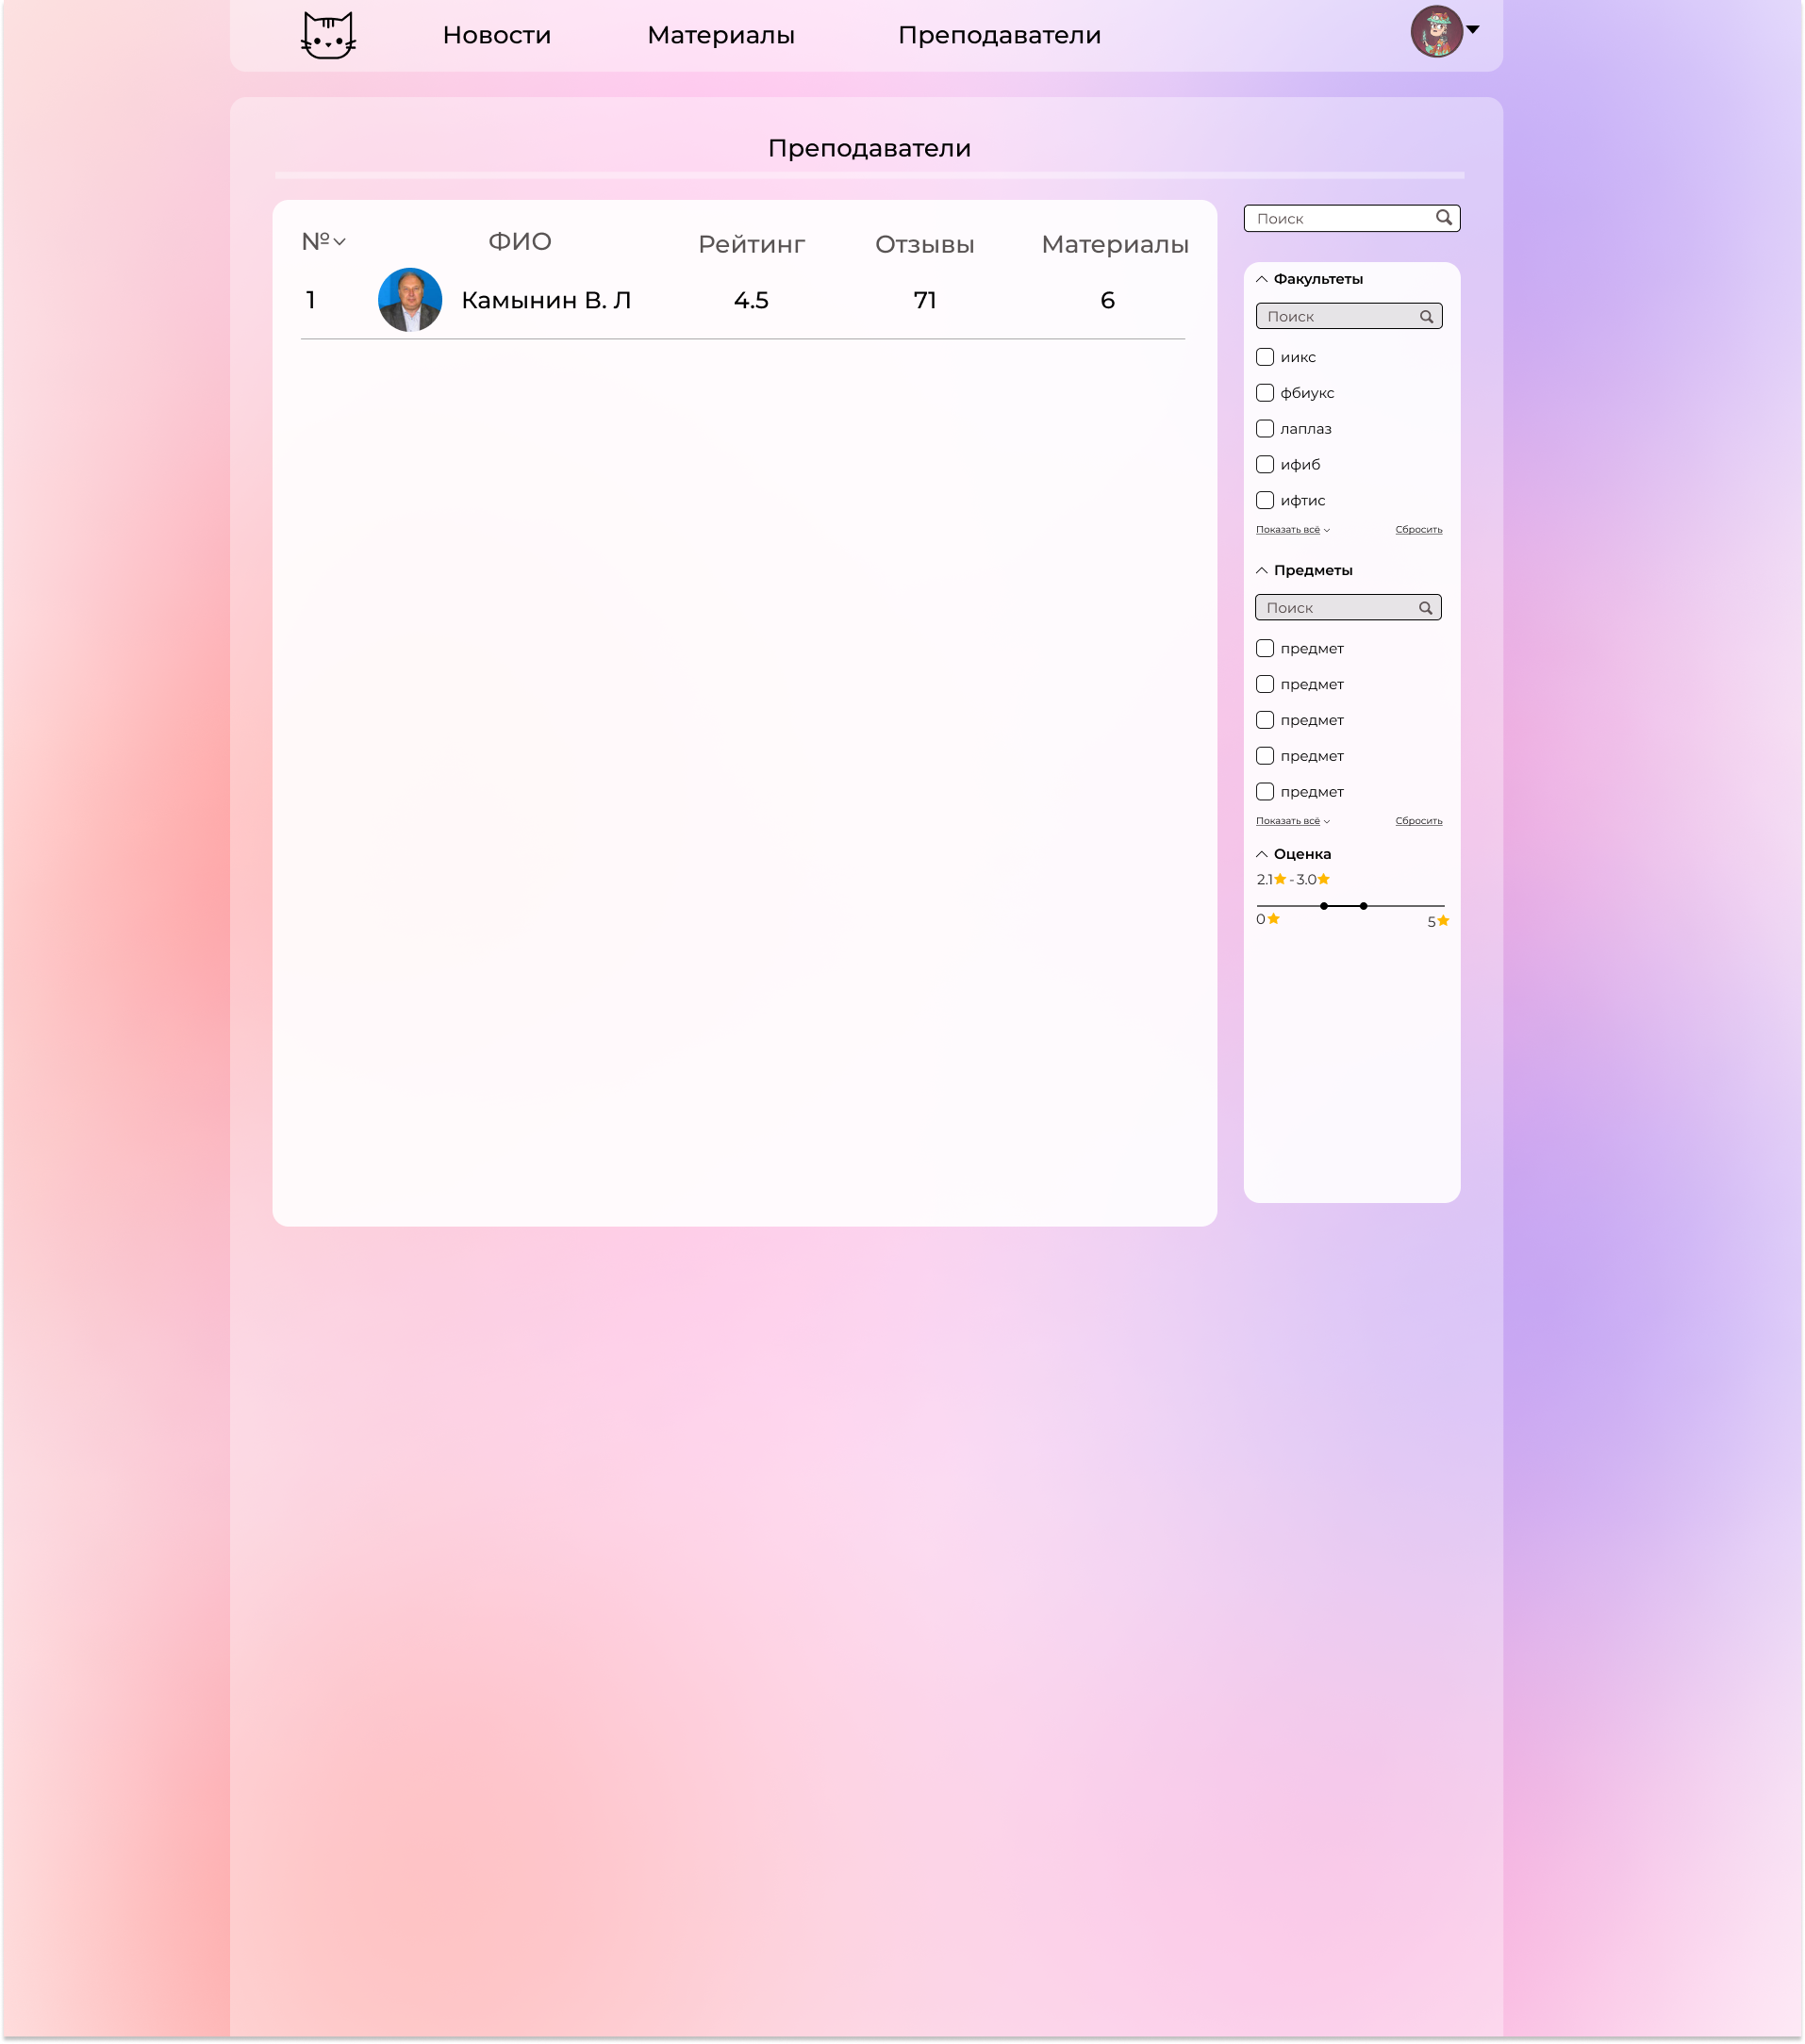 Новости Материалы Преподаватели
Преподаватели
№ ФИО Рейтинг Отзывы Материалы
1 Камынин В. Л 4.5 71 6
Поиск
Факультеты
Поиск
иикс
фбиукс
лаплаз
ифиб
ифтис
Показать всё Сбросить
Предметы
Поиск
предмет
предмет
предмет
предмет
предмет
Показать всё Сбросить
Оценка
2.1 - 3.0
0 5